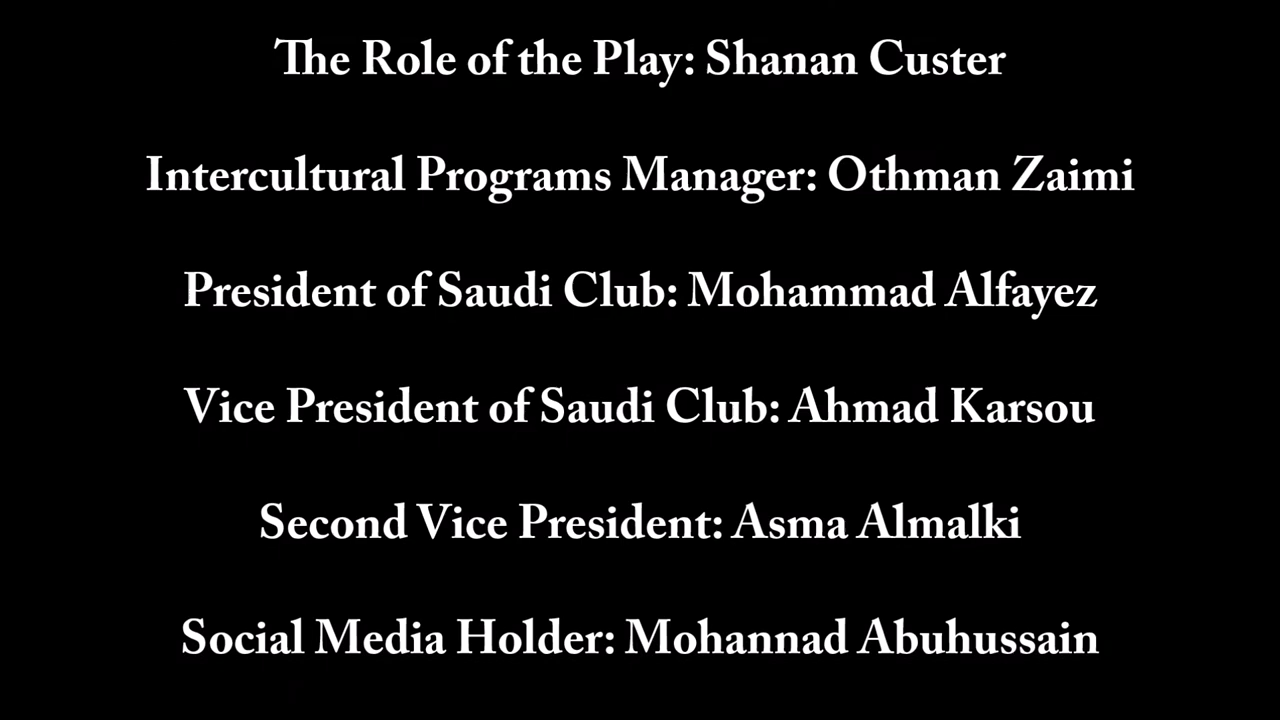 The Role of the Play: Shanan Custer
Intercultural Programs Manager: Othman Zaimi
President of Saudi Club: Mohammad Alfayez
Vice President of Saudi Club: Ahmad Karsou
Second Vice President: Asma Almalki
Social Media Holder: Mohannad Abuhussain